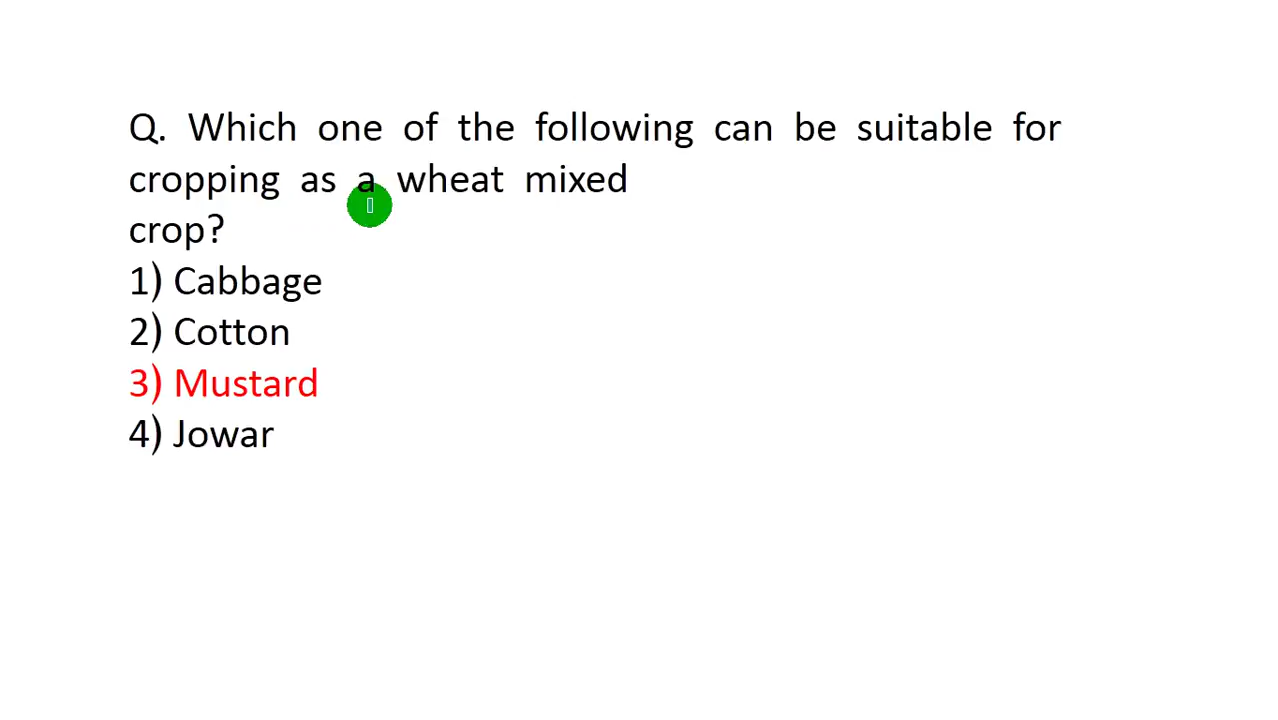 Q. Which one of the following can be suitable for
cropping as a wheat mixed
crop?
1) Cabbage
2) Cotton
3) Mustard
4) Jowar